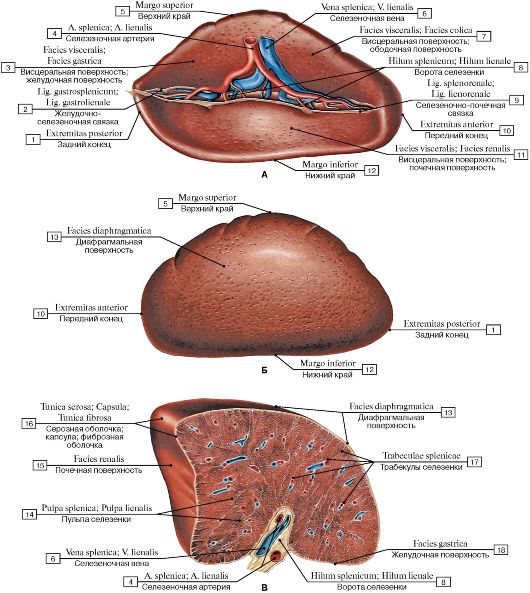 5
Margo superior
Верхний край
4
A. splenica; A. lienalis
Селезеночная артерия
3
Facies visceralis;
Facies gastrica
Висцеральная поверхность;
желудочная поверхность
2
Lig. gastrosplenicum;
Lig. gastrolienale
Желудочно-
селезеночная связка
1
Extremitas posterior
Задний конец
Vena splenica; V. lienalis
Селезеночная вена
6
Facies visceralis; Facies colica
Висцеральная поверхность;
ободочная поверхность
7
Hilum splenicum; Hilum lienale
Ворота селезенки
8
Lig. splenorenale;
Lig. lienorenale
Селезеночно-почечная
связка
9
Extremitas anterior
Передний конец
10
Facies visceralis; Facies renalis
Висцеральная поверхность;
почечная поверхность
11
Margo inferior
Нижний край
12
А
5
Margo superior
Верхний край
13
Facies diaphragmatica
Диафрагмальная
поверхность
10
Extremitas anterior
Передний конец
Extremitas posterior
Задний конец
1
Margo inferior
Нижний край
12
Б
16
Tunica serosa; Capsula;
Tunica fibrosa
Серозная оболочка;
капсула; фиброзная
оболочка
15
Facies renalis
Почечная поверхность
14
Pulpa splenica; Pulpa lienalis
Пульпа селезенки
6
Vena splenica; V. lienalis
Селезеночная вена
4
A. splenica; A. lienalis
Селезеночная артерия
Facies diaphragmatica
Диафрагмальная
поверхность
13
Trabeculae splenicae
Трабекулы селезенки
17
Facies gastrica
Желудочная поверхность
18
Hilum splenicum; Hilum lienale
Ворота селезенки
8
В